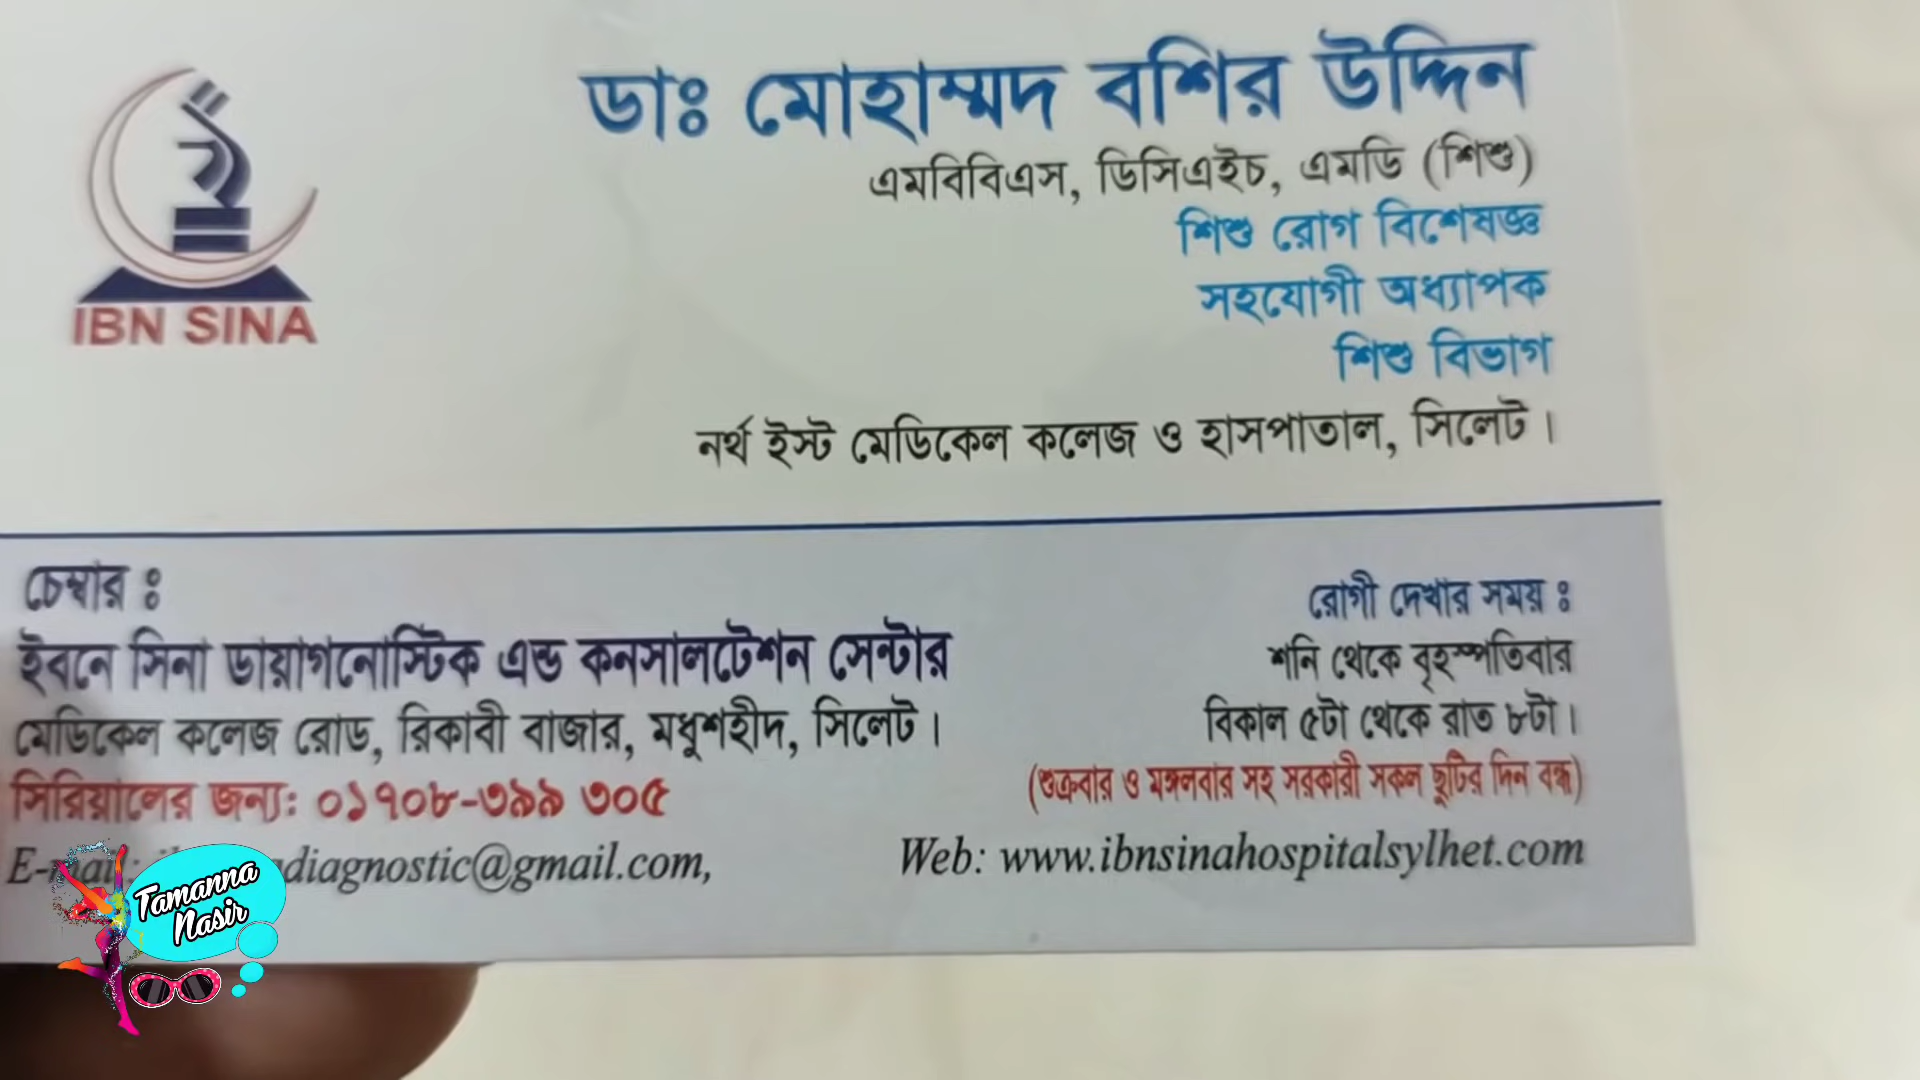 IBN SINA
ডাঃ মোহাম্মদ বশির উদ্দিন
এমবিবিএস, ডিসিএইচ, এমডি (শিশু)
শিশু রোগ বিশেষজ্ঞ
সহযোগী অধ্যাপক
শিশু বিভাগ
নর্থ ইস্ট মেডিকেল কলেজ ও হাসপাতাল, সিলেট।
চেম্বার ঃ
ইবনে সিনা ডায়াগনোস্টিক এন্ড কনসালটেশন সেন্টার
মেডিকেল কলেজ রোড, রিকাবী বাজার, মধুশহীদ, সিলেট।
সিরিয়ালের জন্য: ০১৭০৮-৩৯৯ ৩০৫
E-mail: diagnostic@gmail.com,
রোগী দেখার সময় ঃ
শনি থেকে বৃহস্পতিবার
বিকাল ৫টা থেকে রাত ৮টা।
(শুক্রবার ও মঙ্গলবার সহ সরকারী সকল ছুটির দিন বন্ধ)
Web: www.ibnsinahospitalsylhet.com
Tamanna
Nasir